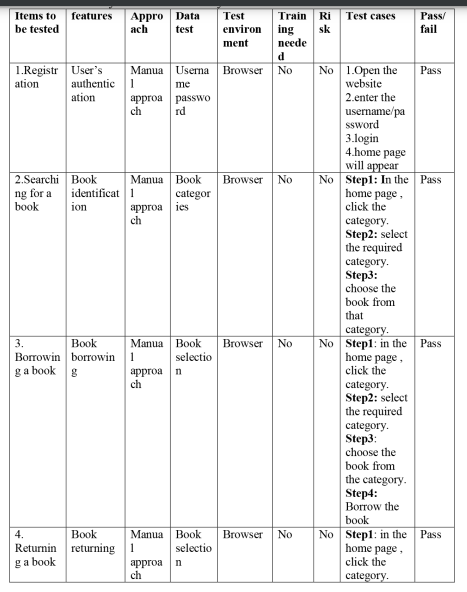 Items to be tested | features | Approach | Data test | Test environment | Training needed | Risk | Test cases | Pass/fail
1.Registration | User's authentication | Manual approach | Username password | Browser | No | No | 1.Open the website 2.enter the username/password 3.login 4.home page will appear | Pass
2.Searching for a book | Book identification | Manual approach | Book categories | Browser | No | No | Step1: In the home page , click the category. Step2: select the required category. Step3: choose the book from that category. | Pass
3. Borrowing a book | Book borrowing | Manual approach | Book selection | Browser | No | No | Step1: in the home page , click the category. Step2: select the required category. Step3: choose the book from the category. Step4: Borrow the book | Pass
4. Returning a book | Book returning | Manual approach | Book selection | Browser | No | No | Step1: in the home page , click the category. | Pass